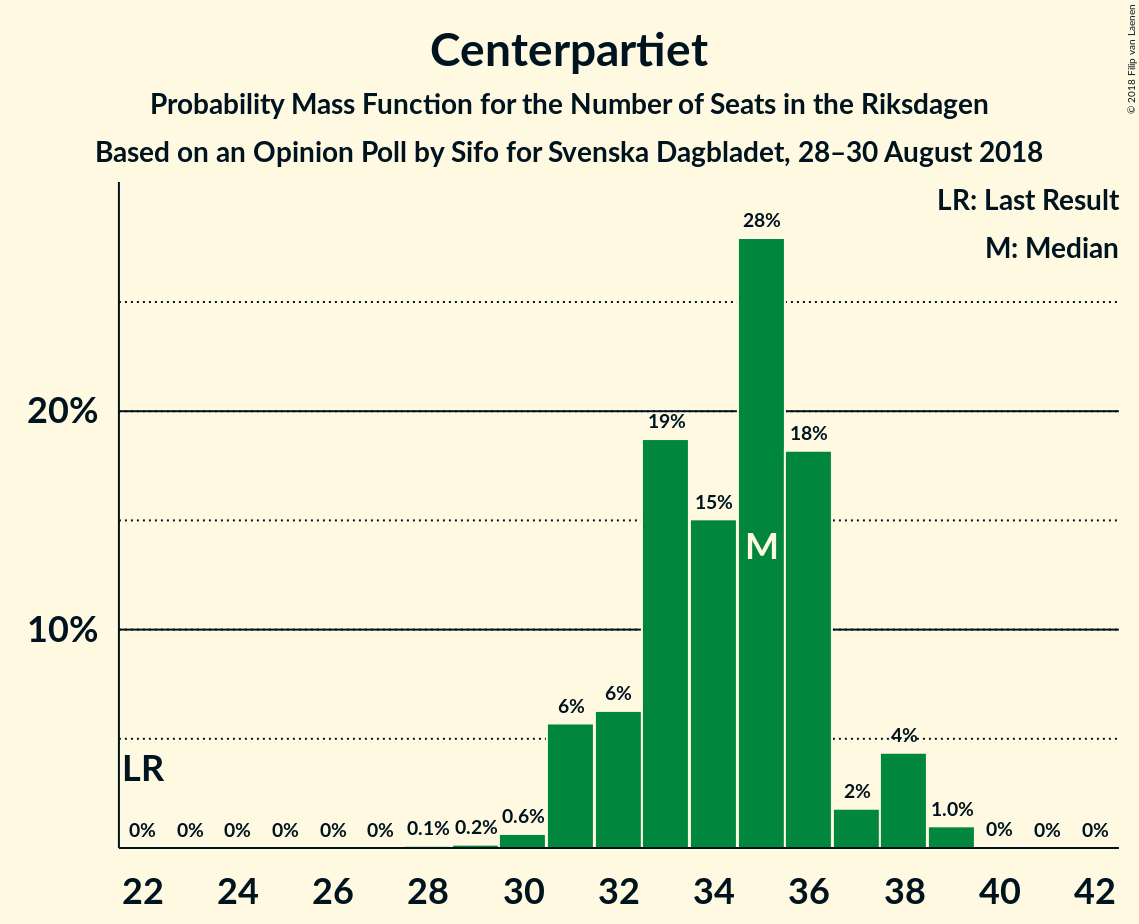 Centerpartiet
Probability Mass Function for the Number of Seats in the Riksdagen
Based on an Opinion Poll by Sifo for Svenska Dagbladet, 28–30 August 2018
© 2018 Filip van Laenen
LR: Last Result
M: Median
28%
20%
19%
18%
15%
M
10%
6%
6%
4%
LR
2%
1.0%
0.6%
0% 0% 0% 0% 0% 0% 0.1% 0.2% 0% 0% 0%
22 24 26 28 30 32 34 36 38 40 42